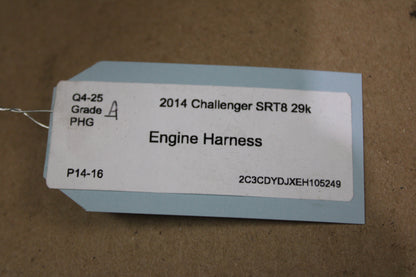 Q4-25
Grade A
PHG
2014 Challenger SRT8 29k
Engine Harness
P14-16
2C3CDYDJXEH105249